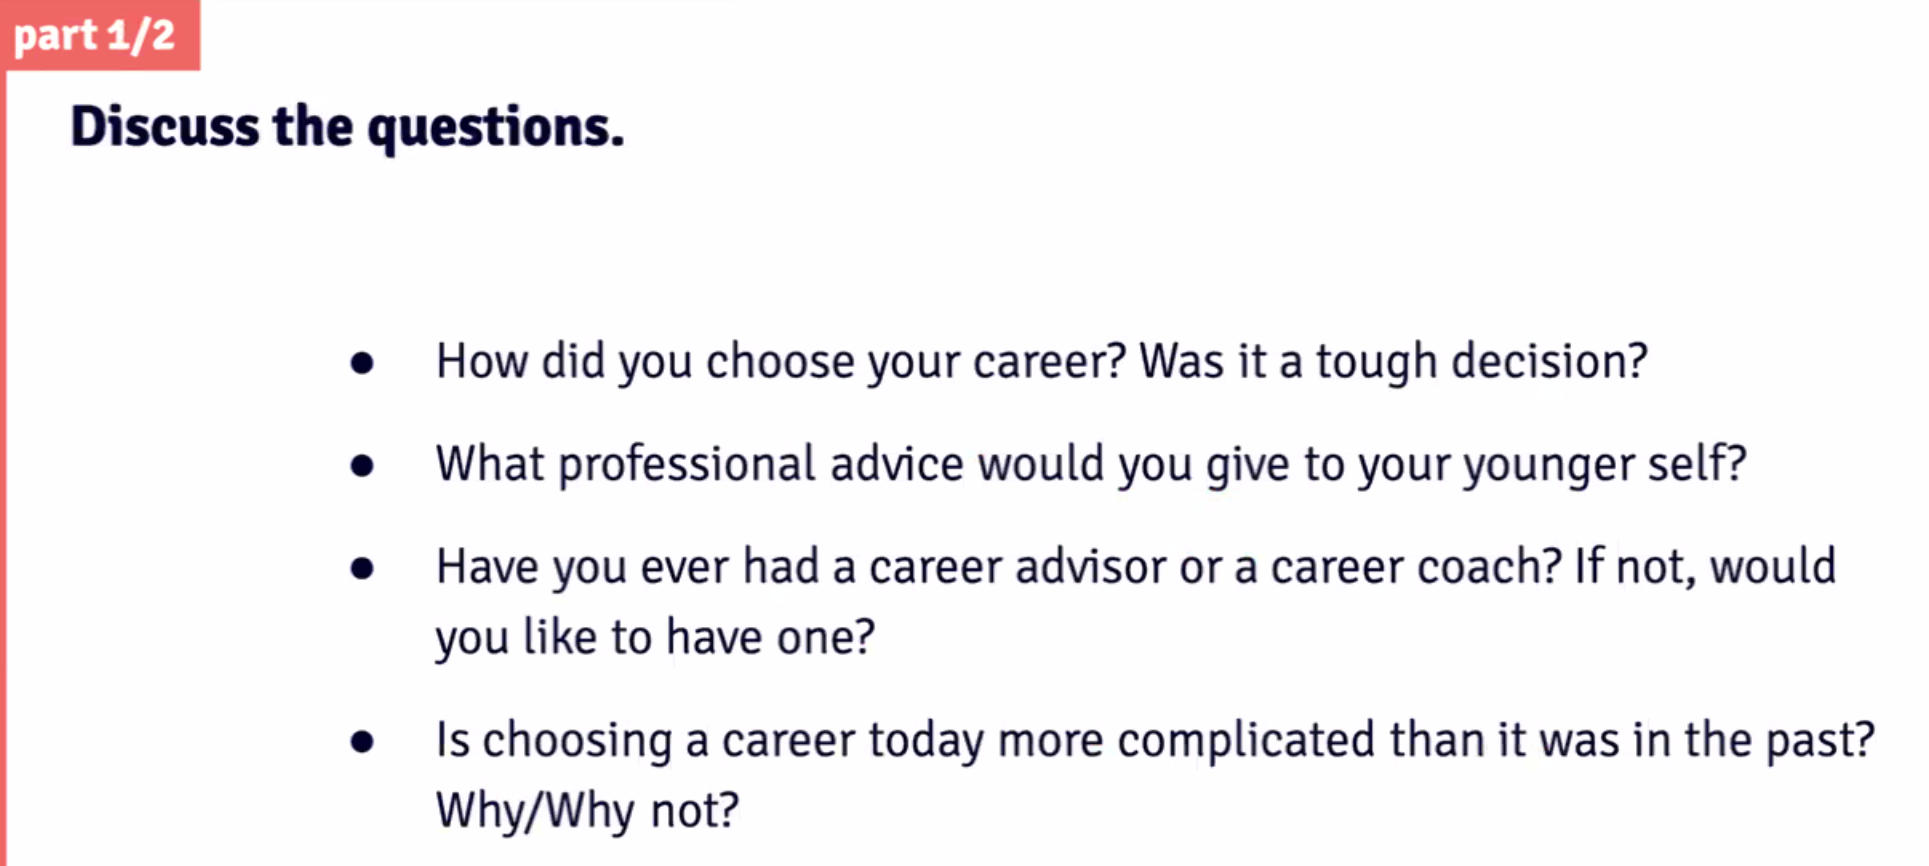 part 1/2
Discuss the questions.
● How did you choose your career? Was it a tough decision?
● What professional advice would you give to your younger self?
● Have you ever had a career advisor or a career coach? If not, would
you like to have one?
● Is choosing a career today more complicated than it was in the past?
Why/Why not?